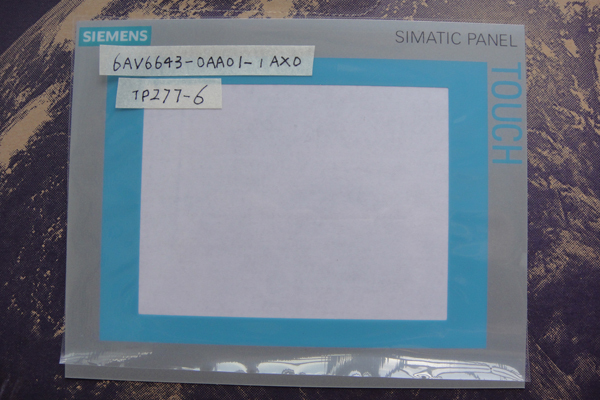 SIEMENS
SIMATIC PANEL
6AV6643-0AA01-1AX0
TP277-6
TOUCH